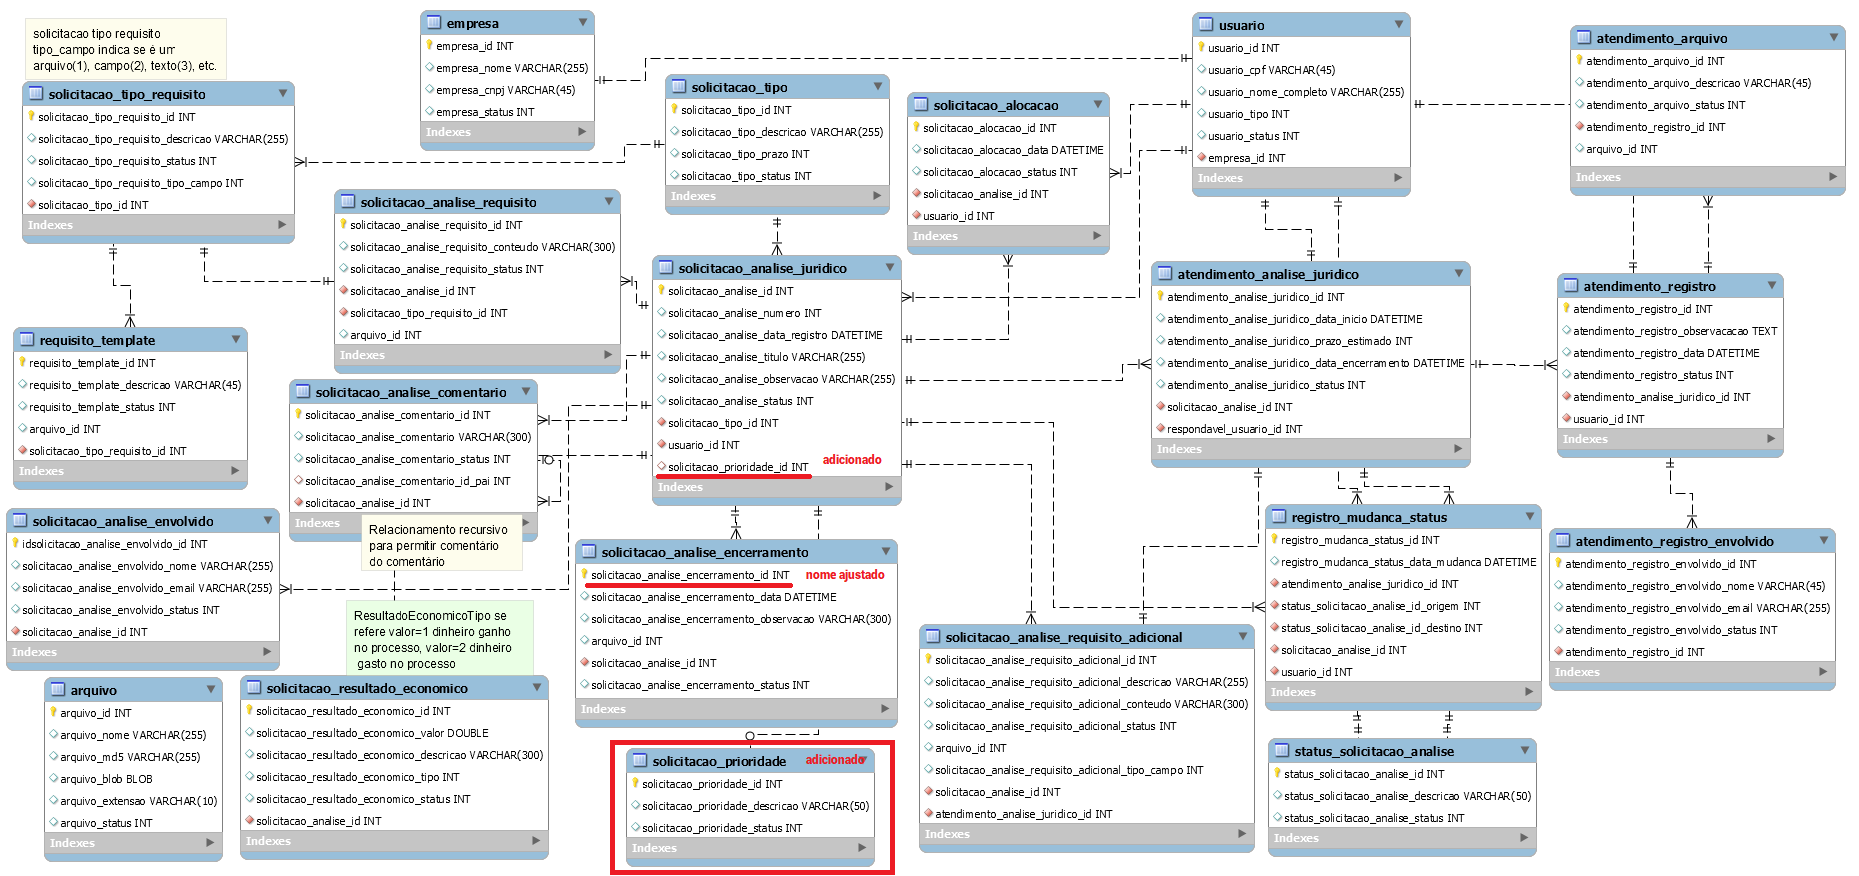 solicitacao tipo requisito
tipo_campo indica se é um
arquivo(1), campo(2), texto(3), etc.
solicitacao_tipo_requisito
solicitacao_tipo_requisito_id INT
solicitacao_tipo_requisito_descricao VARCHAR(255)
solicitacao_tipo_requisito_status INT
solicitacao_tipo_requisito_tipo_campo INT
solicitacao_tipo_id INT
Indexes
empresa
empresa_id INT
empresa_nome VARCHAR(255)
empresa_cnpj VARCHAR(45)
empresa_status INT
Indexes
solicitacao_tipo
solicitacao_tipo_id INT
solicitacao_tipo_descricao VARCHAR(255)
solicitacao_tipo_prazo INT
solicitacao_tipo_status INT
Indexes
solicitacao_alocacao
solicitacao_alocacao_id INT
solicitacao_alocacao_data DATETIME
solicitacao_alocacao_status INT
solicitacao_analise_id INT
usuario_id INT
Indexes
usuario
usuario_id INT
usuario_cpf VARCHAR(45)
usuario_nome_completo VARCHAR(255)
usuario_tipo INT
usuario_status INT
empresa_id INT
Indexes
atendimento_arquivo
atendimento_arquivo_id INT
atendimento_arquivo_descricao VARCHAR(45)
atendimento_arquivo_status INT
atendimento_registro_id INT
arquivo_id INT
Indexes
solicitacao_analise_requisito
solicitacao_analise_requisito_id INT
solicitacao_analise_requisito_conteudo VARCHAR(300)
solicitacao_analise_requisito_status INT
solicitacao_analise_id INT
solicitacao_tipo_requisito_id INT
arquivo_id INT
Indexes
solicitacao_analise_juridico
solicitacao_analise_id INT
solicitacao_analise_numero INT
solicitacao_analise_data_registro DATETIME
solicitacao_analise_titulo VARCHAR(255)
solicitacao_analise_observacao VARCHAR(255)
solicitacao_analise_status INT
solicitacao_tipo_id INT
usuario_id INT
solicitacao_prioridade_id INT
adicionado
Indexes
atendimento_analise_juridico
atendimento_analise_juridico_id INT
atendimento_analise_juridico_data_inicio DATETIME
atendimento_analise_juridico_prazo_estimado INT
atendimento_analise_juridico_data_encerramento DATETIME
atendimento_analise_juridico_status INT
solicitacao_analise_id INT
respondavel_usuario_id INT
Indexes
atendimento_registro
atendimento_registro_id INT
atendimento_registro_observacacao TEXT
atendimento_registro_data DATETIME
atendimento_registro_status INT
atendimento_analise_juridico_id INT
usuario_id INT
Indexes
requisito_template
requisito_template_id INT
requisito_template_descricao VARCHAR(45)
requisito_template_status INT
arquivo_id INT
solicitacao_tipo_requisito_id INT
Indexes
solicitacao_analise_comentario
solicitacao_analise_comentario_id INT
solicitacao_analise_comentario VARCHAR(300)
solicitacao_analise_comentario_status INT
solicitacao_analise_comentario_id_pai INT
solicitacao_analise_id INT
Indexes
Relacionamento recursivo
para permitir comentário
do comentário
solicitacao_analise_envolvido
idsolicitacao_analise_envolvido_id INT
solicitacao_analise_envolvido_nome VARCHAR(255)
solicitacao_analise_envolvido_email VARCHAR(255)
solicitacao_analise_envolvido_status INT
solicitacao_analise_id INT
Indexes
solicitacao_analise_encerramento
solicitacao_analise_encerramento_id INT
nome ajustado
solicitacao_analise_encerramento_data DATETIME
solicitacao_analise_encerramento_observacao VARCHAR(300)
arquivo_id INT
solicitacao_analise_id INT
solicitacao_analise_encerramento_status INT
Indexes
registro_mudanca_status
registro_mudanca_status_id INT
registro_mudanca_status_data_mudanca DATETIME
atendimento_analise_juridico_id INT
status_solicitacao_analise_id_origem INT
status_solicitacao_analise_id_destino INT
solicitacao_analise_id INT
usuario_id INT
Indexes
atendimento_registro_envolvido
atendimento_registro_envolvido_id INT
atendimento_registro_envolvido_nome VARCHAR(45)
atendimento_registro_envolvido_email VARCHAR(255)
atendimento_registro_envolvido_status INT
atendimento_registro_id INT
Indexes
ResultadoEconomicoTipo se
refere valor=1 dinheiro ganho
no processo, valor=2 dinheiro
gasto no processo
arquivo
arquivo_id INT
arquivo_nome VARCHAR(255)
arquivo_md5 VARCHAR(255)
arquivo_blob BLOB
arquivo_extensao VARCHAR(10)
arquivo_status INT
Indexes
solicitacao_resultado_economico
solicitacao_resultado_economico_id INT
solicitacao_resultado_economico_valor DOUBLE
solicitacao_resultado_economico_descricao VARCHAR(300)
solicitacao_resultado_economico_tipo INT
solicitacao_resultado_economico_status INT
solicitacao_analise_id INT
Indexes
solicitacao_prioridade
adicionado
solicitacao_prioridade_id INT
solicitacao_prioridade_descricao VARCHAR(50)
solicitacao_prioridade_status INT
Indexes
solicitacao_analise_requisito_adicional
solicitacao_analise_requisito_adicional_id INT
solicitacao_analise_requisito_adicional_descricao VARCHAR(255)
solicitacao_analise_requisito_adicional_conteudo VARCHAR(300)
solicitacao_analise_requisito_adicional_status INT
arquivo_id INT
solicitacao_analise_requisito_adicional_tipo_campo INT
solicitacao_analise_id INT
atendimento_analise_juridico_id INT
Indexes
status_solicitacao_analise
status_solicitacao_analise_id INT
status_solicitacao_analise_descricao VARCHAR(50)
status_solicitacao_analise_status INT
Indexes